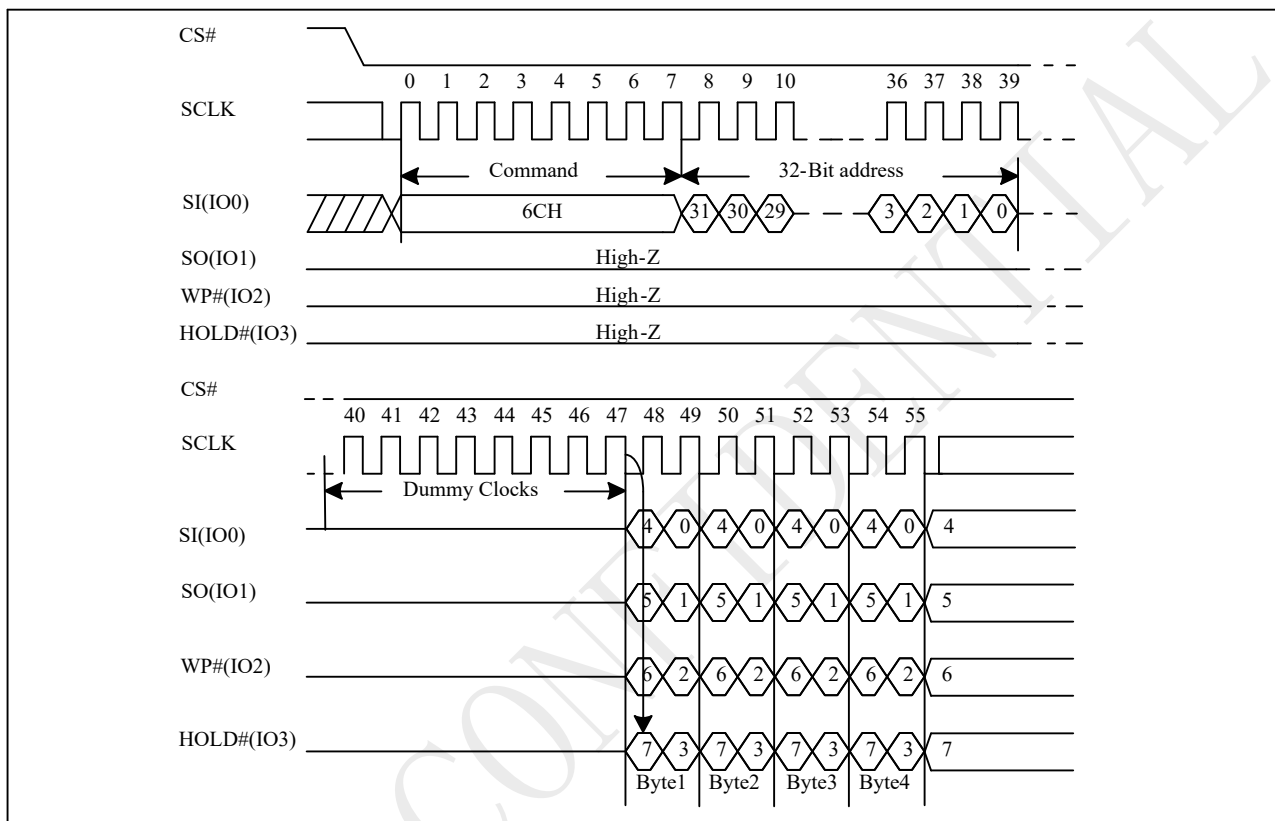 CS#
0 1 2 3 4 5 6 7 8 9 10 36 37 38 39
SCLK
Command 32-Bit address
SI(IO0) 6CH 31 30 29 3 2 1 0
SO(IO1) High-Z
WP#(IO2) High-Z
HOLD#(IO3) High-Z
CS#
40 41 42 43 44 45 46 47 48 49 50 51 52 53 54 55
SCLK
Dummy Clocks
SI(IO0) 4 0 4 0 4 0 4 0 4
SO(IO1) 5 1 5 1 5 1 5 1 5
WP#(IO2) 6 2 6 2 6 2 6 2 6
HOLD#(IO3) 7 3 7 3 7 3 7 3 7
Byte1 Byte2 Byte3 Byte4
CONFIDENTIAL